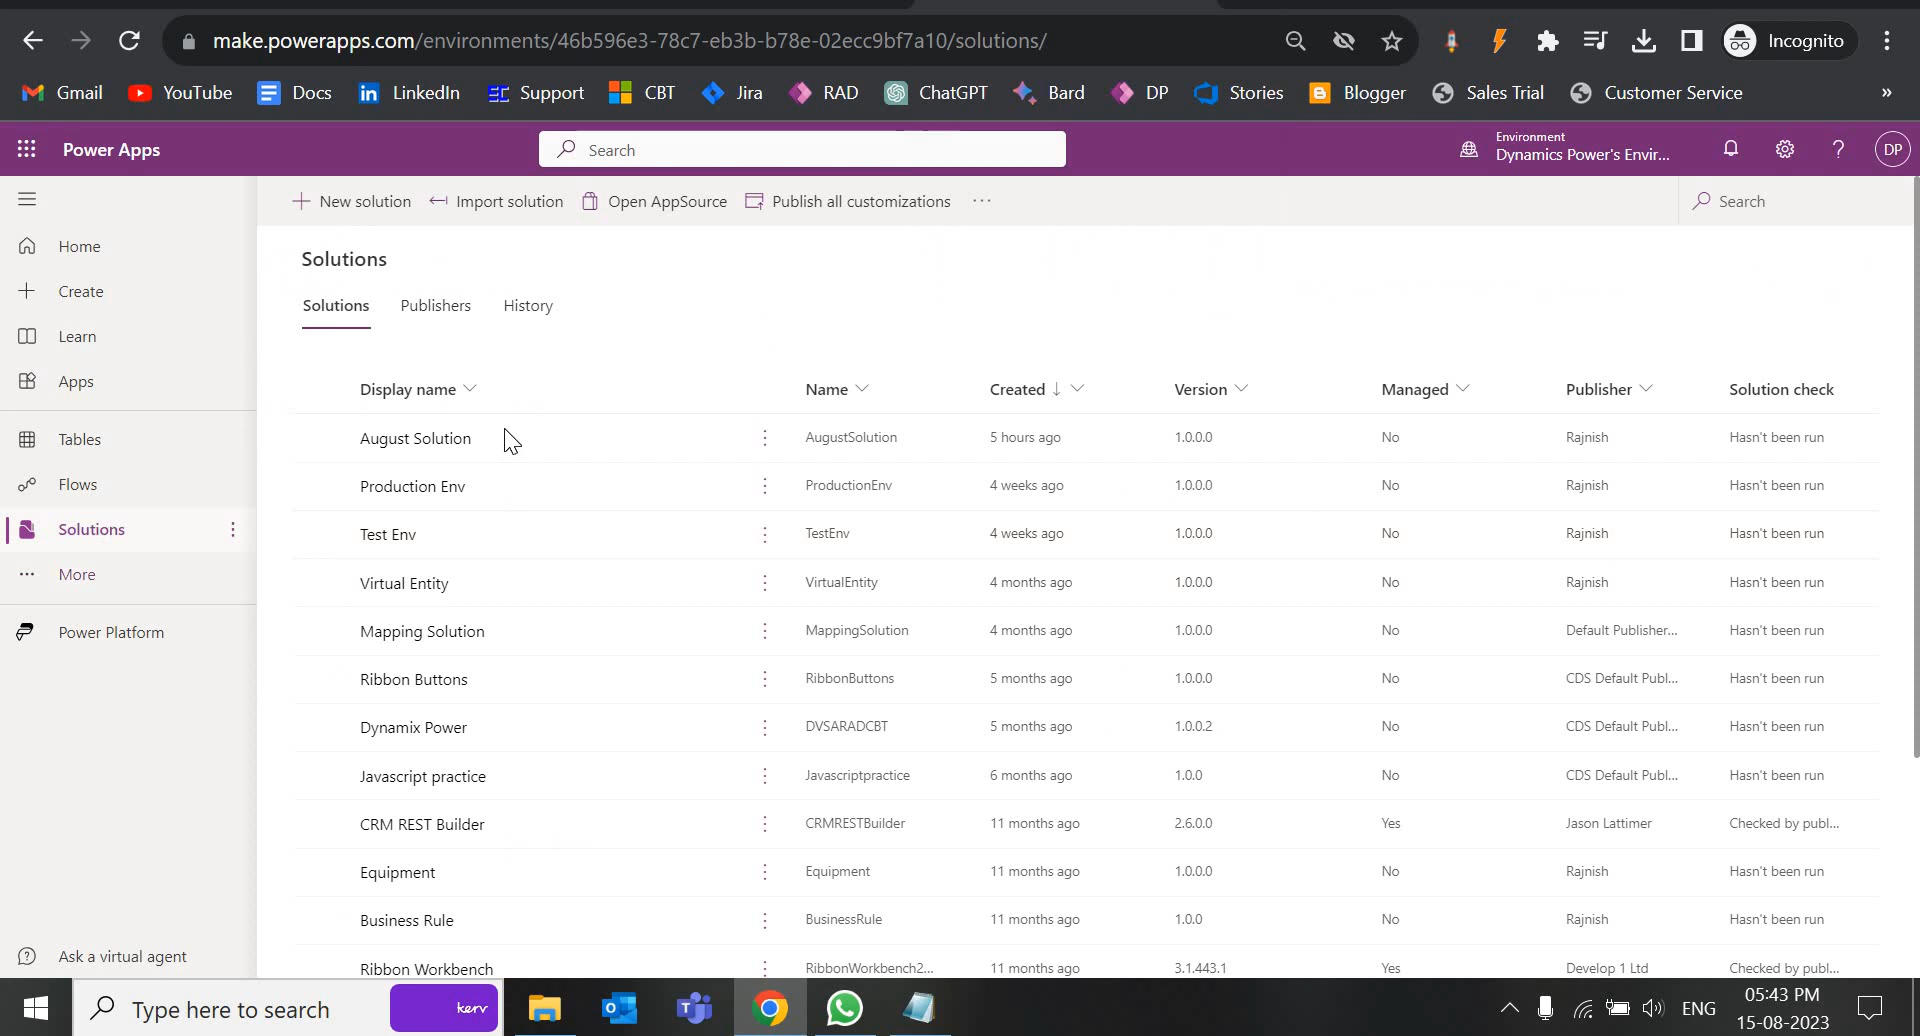 make.powerapps.com/environments/46b596e3-78c7-eb3b-b78e-02ecc9bf7a10/solutions/
Incognito
Gmail YouTube Docs LinkedIn Support CBT Jira RAD ChatGPT Bard DP Stories Blogger Sales Trial Customer Service »
Power Apps
Search
Environment
Dynamics Power's Envir...
?
DP
New solution Import solution Open AppSource Publish all customizations ...
Search
Home
Create
Learn
Apps
Tables
Flows
Solutions
More
Power Platform
Ask a virtual agent
Solutions
Solutions Publishers History
Display name Name Created ↓ Version Managed Publisher Solution check
August Solution AugustSolution 5 hours ago 1.0.0.0 No Rajnish Hasn't been run
Production Env ProductionEnv 4 weeks ago 1.0.0.0 No Rajnish Hasn't been run
Test Env TestEnv 4 weeks ago 1.0.0.0 No Rajnish Hasn't been run
Virtual Entity VirtualEntity 4 months ago 1.0.0.0 No Rajnish Hasn't been run
Mapping Solution MappingSolution 4 months ago 1.0.0.0 No Default Publisher... Hasn't been run
Ribbon Buttons RibbonButtons 5 months ago 1.0.0.0 No CDS Default Publ... Hasn't been run
Dynamix Power DVSARADCBT 5 months ago 1.0.0.2 No CDS Default Publ... Hasn't been run
Javascript practice Javascriptpractice 6 months ago 1.0.0 No CDS Default Publ... Hasn't been run
CRM REST Builder CRMRESTBuilder 11 months ago 2.6.0.0 Yes Jason Lattimer Checked by publ...
Equipment Equipment 11 months ago 1.0.0.0 No Rajnish Hasn't been run
Business Rule BusinessRule 11 months ago 1.0.0 No Rajnish Hasn't been run
Ribbon Workbench RibbonWorkbench2... 11 months ago 3.1.443.1 Yes Develop 1 Ltd Checked by publ...
Type here to search
kerv
ENG
05:43 PM
15-08-2023